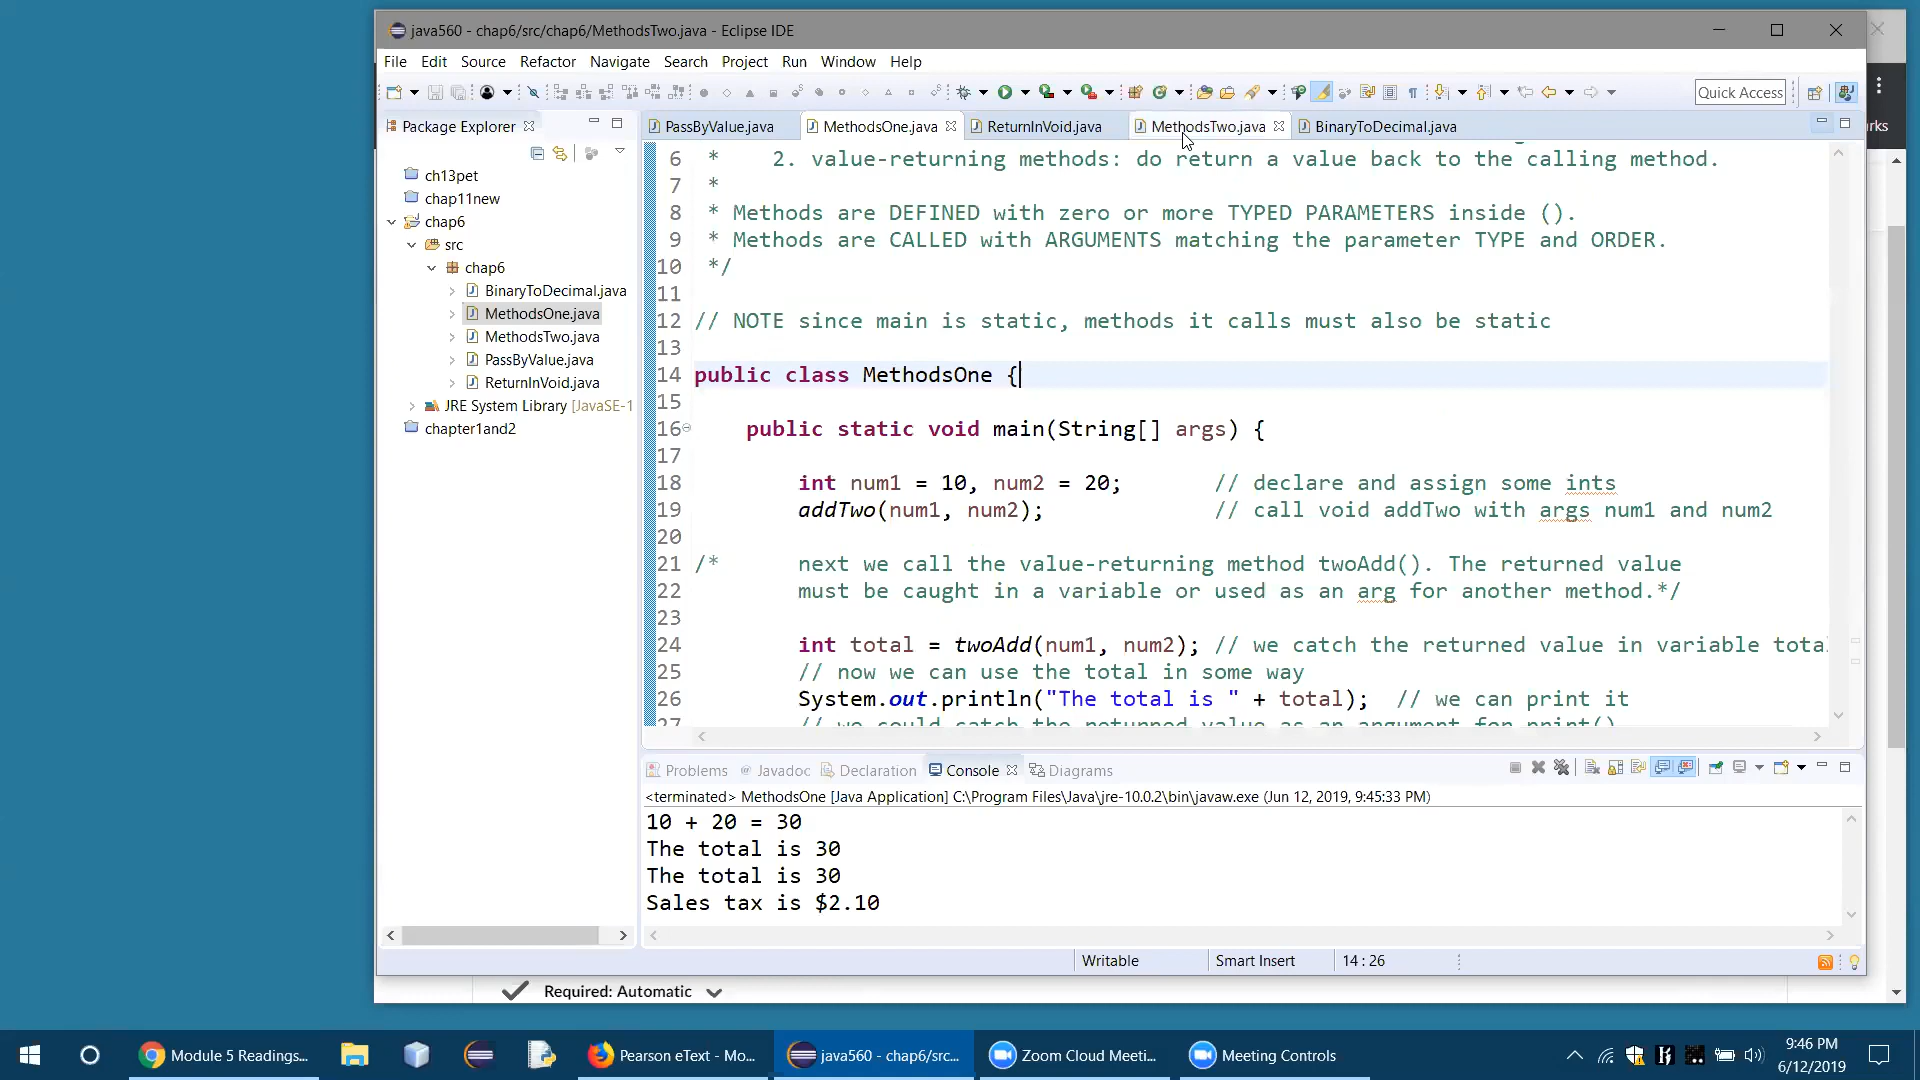 java560 - chap6/src/chap6/MethodsTwo.java - Eclipse IDE
File Edit Source Refactor Navigate Search Project Run Window Help
Quick Access
Package Explorer
PassByValue.java MethodsOne.java ReturnInVoid.java MethodsTwo.java BinaryToDecimal.java
rks
ch13pet
chap11new
chap6
src
chap6
BinaryToDecimal.java
MethodsOne.java
MethodsTwo.java
PassByValue.java
ReturnInVoid.java
JRE System Library [JavaSE-1
chapter1and2
6 * 2. value-returning methods: do return a value back to the calling method.
7 *
8 * Methods are DEFINED with zero or more TYPED PARAMETERS inside ().
9 * Methods are CALLED with ARGUMENTS matching the parameter TYPE and ORDER.
10 */
11
12 // NOTE since main is static, methods it calls must also be static
13
14 public class MethodsOne {
15
16 public static void main(String[] args) {
17
18 int num1 = 10, num2 = 20; // declare and assign some ints
19 addTwo(num1, num2); // call void addTwo with args num1 and num2
20
21 /* next we call the value-returning method twoAdd(). The returned value
22 must be caught in a variable or used as an arg for another method.*/
23
24 int total = twoAdd(num1, num2); // we catch the returned value in variable tota
25 // now we can use the total in some way
26 System.out.println("The total is " + total); // we can print it
27 // we could catch the returned value as an argument for print()
Problems Javadoc Declaration Console Diagrams
<terminated> MethodsOne [Java Application] C:\Program Files\Java\jre-10.0.2\bin\javaw.exe (Jun 12, 2019, 9:45:33 PM)
10 + 20 = 30
The total is 30
The total is 30
Sales tax is $2.10
Writable Smart Insert 14 : 26
Required: Automatic
Module 5 Readings... Pearson eText - Mo... java560 - chap6/src... Zoom Cloud Meeti... Meeting Controls
9:46 PM
6/12/2019